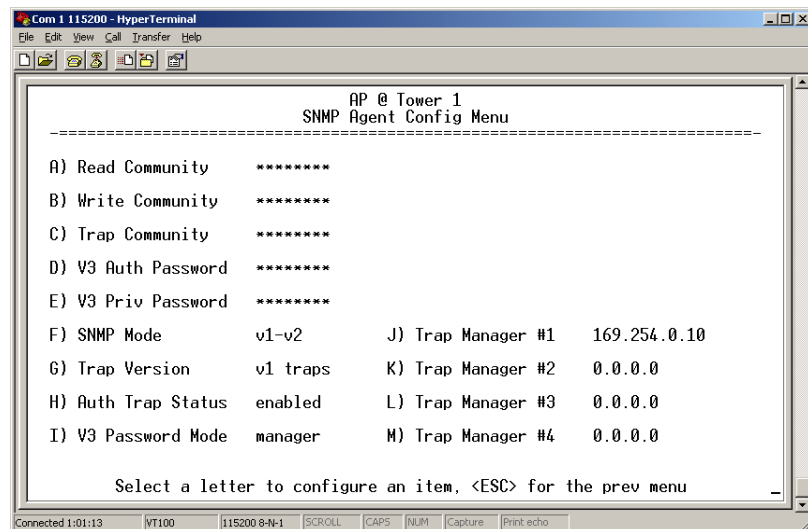 Com 1 115200 - HyperTerminal
File Edit View Call Transfer Help
AP @ Tower 1
SNMP Agent Config Menu
-==========================================================================-
A) Read Community ********
B) Write Community ********
C) Trap Community ********
D) V3 Auth Password ********
E) V3 Priv Password ********
F) SNMP Mode v1-v2 J) Trap Manager #1 169.254.0.10
G) Trap Version v1 traps K) Trap Manager #2 0.0.0.0
H) Auth Trap Status enabled L) Trap Manager #3 0.0.0.0
I) V3 Password Mode manager M) Trap Manager #4 0.0.0.0
Select a letter to configure an item, <ESC> for the prev menu _
Connected 1:01:13 VT100 115200 8-N-1 SCROLL CAPS NUM Capture Print echo